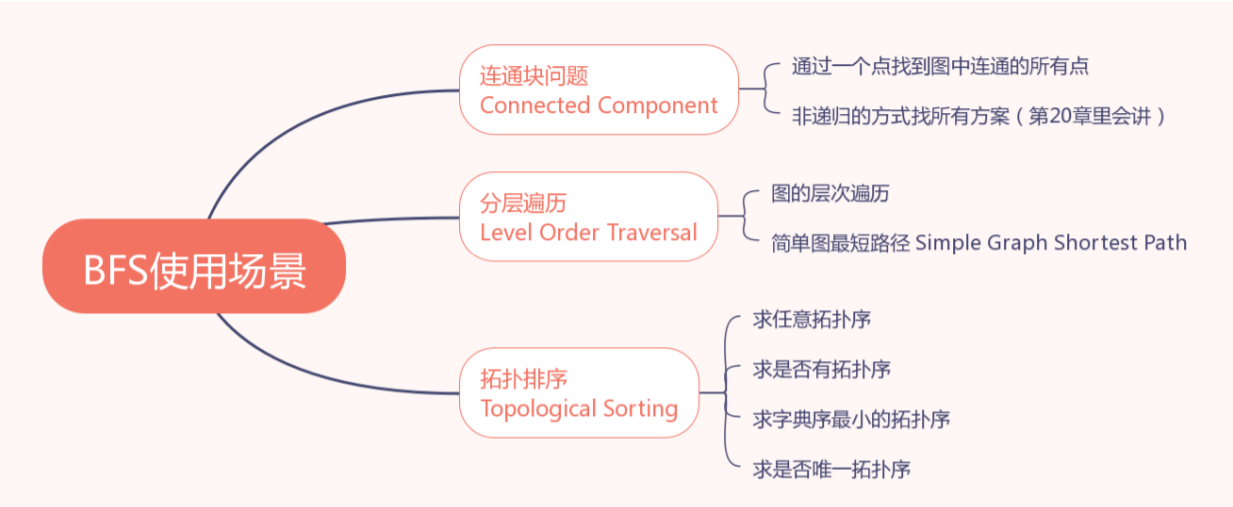 BFS使用场景
连通块问题
Connected Component
通过一个点找到图中连通的所有点
非递归的方式找所有方案（第20章里会讲）
分层遍历
Level Order Traversal
图的层次遍历
简单图最短路径 Simple Graph Shortest Path
拓扑排序
Topological Sorting
求任意拓扑序
求是否有拓扑序
求字典序最小的拓扑序
求是否唯一拓扑序